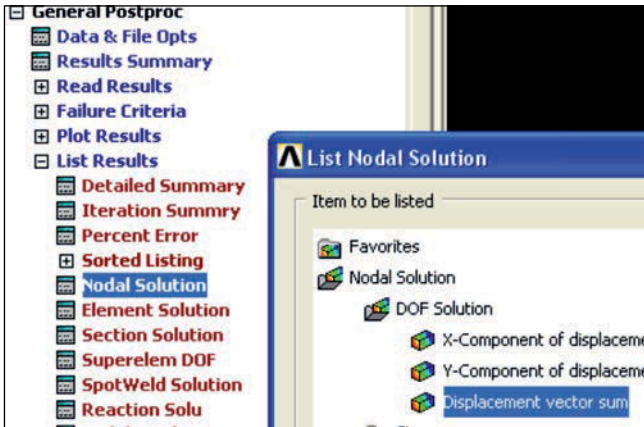 General Postproc
Data & File Opts
Results Summary
Read Results
Failure Criteria
Plot Results
List Results
Detailed Summary
Iteration Summry
Percent Error
Sorted Listing
Nodal Solution
Element Solution
Section Solution
Superelem DOF
SpotWeld Solution
Reaction Solu
List Nodal Solution
Item to be listed
Favorites
Nodal Solution
DOF Solution
X-Component of displaceme
Y-Component of displaceme
Displacement vector sum